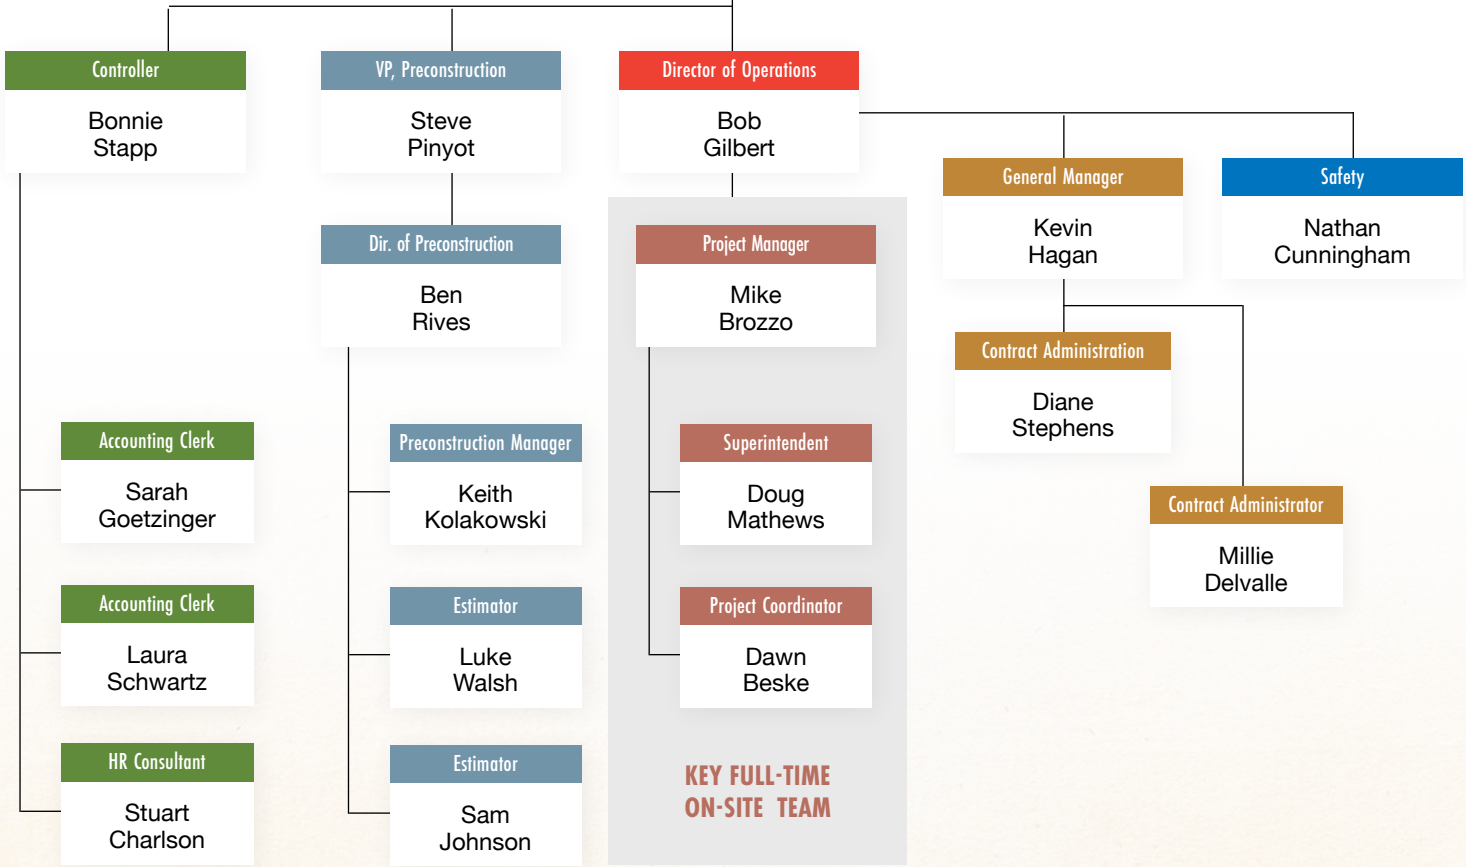 Controller
Bonnie
Stapp
VP, Preconstruction
Steve
Pinyot
Director of Operations
Bob
Gilbert
General Manager
Kevin
Hagan
Safety
Nathan
Cunningham
Dir. of Preconstruction
Ben
Rives
Project Manager
Mike
Brozzo
Contract Administration
Diane
Stephens
Accounting Clerk
Sarah
Goetzinger
Preconstruction Manager
Keith
Kolakowski
Superintendent
Doug
Mathews
Contract Administrator
Millie
Delvalle
Accounting Clerk
Laura
Schwartz
Estimator
Luke
Walsh
Project Coordinator
Dawn
Beske
HR Consultant
Stuart
Charlson
Estimator
Sam
Johnson
KEY FULL-TIME
ON-SITE TEAM